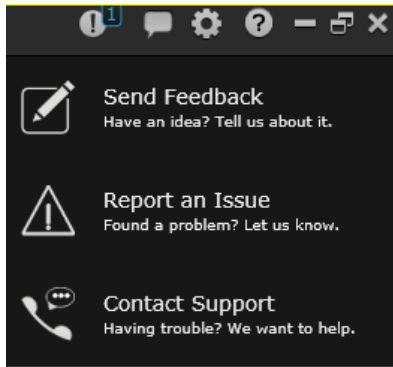 1
Send Feedback
Have an idea? Tell us about it.
Report an Issue
Found a problem? Let us know.
Contact Support
Having trouble? We want to help.